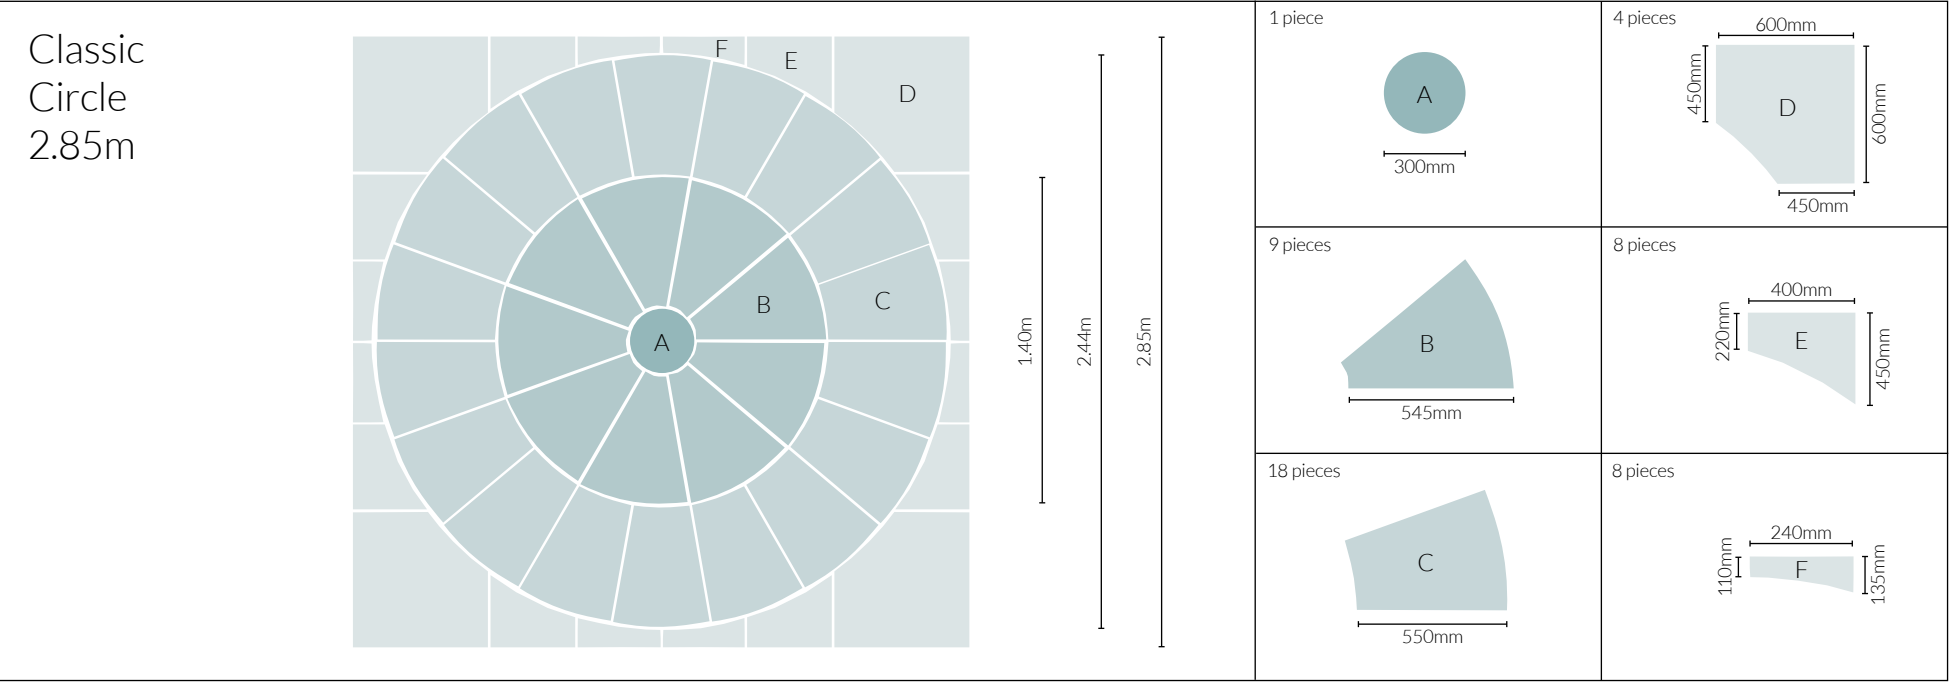 Classic
Circle
2.85m
F
E
D
B
C
A
1.40m
2.44m
2.85m
1 piece
A
300mm
4 pieces
600mm
450mm
D
600mm
450mm
9 pieces
B
545mm
8 pieces
400mm
220mm
E
450mm
18 pieces
C
550mm
8 pieces
240mm
110mm
F
135mm